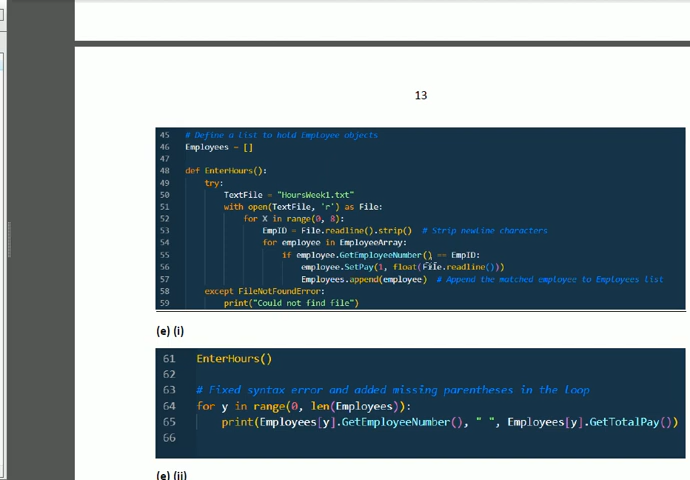 13
45 # Define a list to hold Employee objects
46 Employees = []
47
48 def EnterHours():
49 try:
50 TextFile = "HoursWeek1.txt"
51 with open(TextFile, 'r') as File:
52 for X in range(0, 8):
53 EmpID = File.readline().strip() # Strip newline characters
54 for employee in EmployeeArray:
55 if employee.GetEmployeeNumber() == EmpID:
56 employee.SetPay(1, float(File.readline()))
57 Employees.append(employee) # Append the matched employee to Employees list
58 except FileNotFoundError:
59 print("Could not find file")
(e) (i)
61 EnterHours()
62
63 # Fixed syntax error and added missing parentheses in the loop
64 for y in range(0, len(Employees)):
65 print(Employees[y].GetEmployeeNumber(), " ", Employees[y].GetTotalPay())
66
(e) (ii)